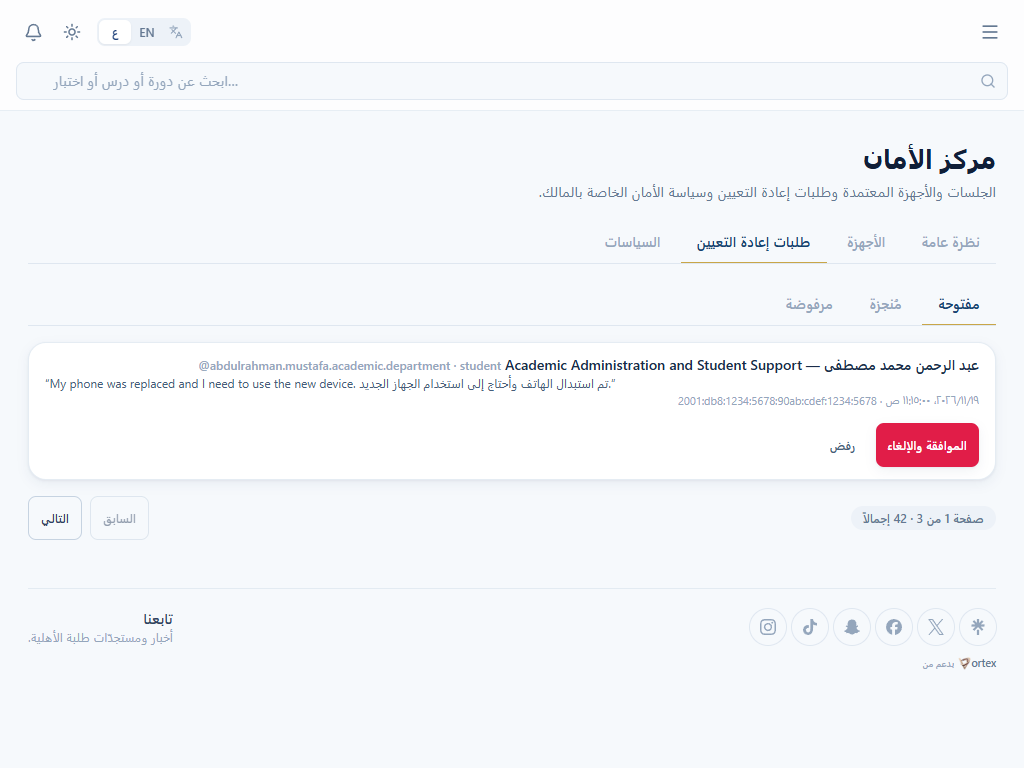 ع EN
ابحث عن دورة أو درس أو اختبار...
مركز الأمان
الجلسات والأجهزة المعتمدة وطلبات إعادة التعيين وسياسة الأمان الخاصة بالمالك.
نظرة عامة
الأجهزة
طلبات إعادة التعيين
السياسات
مفتوحة
مُنجزة
مرفوضة
عبد الرحمن محمد مصطفى — Academic Administration and Student Support @abdulrahman.mustafa.academic.department · student
"My phone was replaced and I need to use the new device. تم استبدال الهاتف وأحتاج إلى استخدام الجهاز الجديد."
١٩‏/١١‏/٢٠٢٦، ١١:١٥:٠٠ ص · 2001:db8:1234:5678:90ab:cdef:1234:5678
الموافقة والإلغاء
رفض
صفحة 1 من 3 · 42 إجمالاً
السابق
التالي
تابعنا
أخبار ومستجدّات طلبة الأهلية.
بدعم من ortex